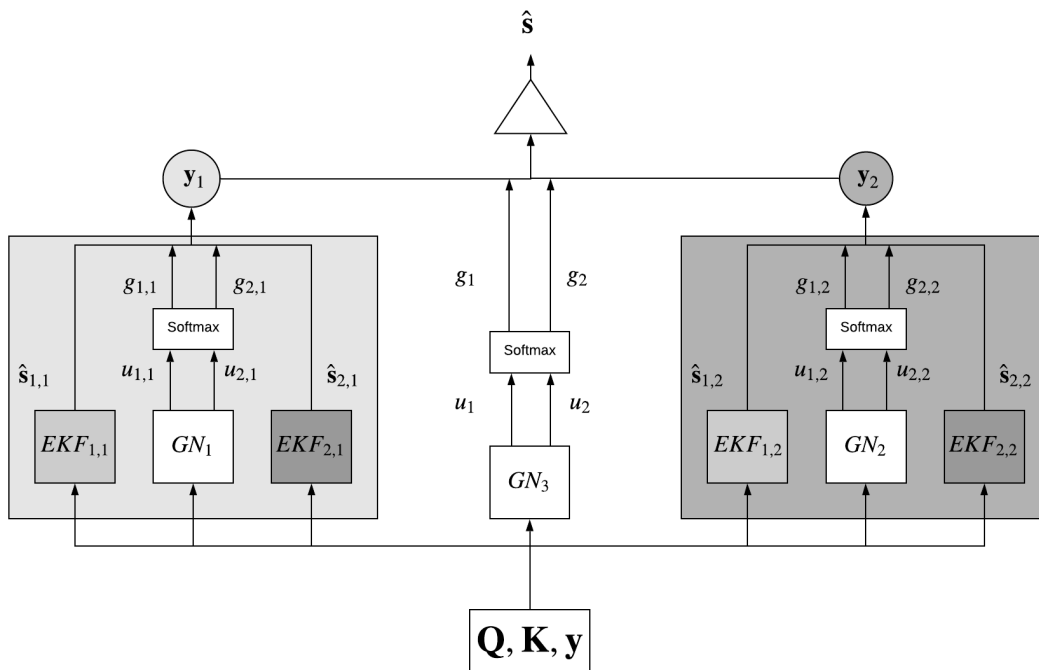 ŝ
y₁
y₂
g₁,₁
g₂,₁
g₁
g₂
g₁,₂
g₂,₂
Softmax
Softmax
Softmax
ŝ₁,₁
u₁,₁
u₂,₁
ŝ₂,₁
u₁
u₂
ŝ₁,₂
u₁,₂
u₂,₂
ŝ₂,₂
EKF₁,₁
GN₁
EKF₂,₁
GN₃
EKF₁,₂
GN₂
EKF₂,₂
Q, K, y